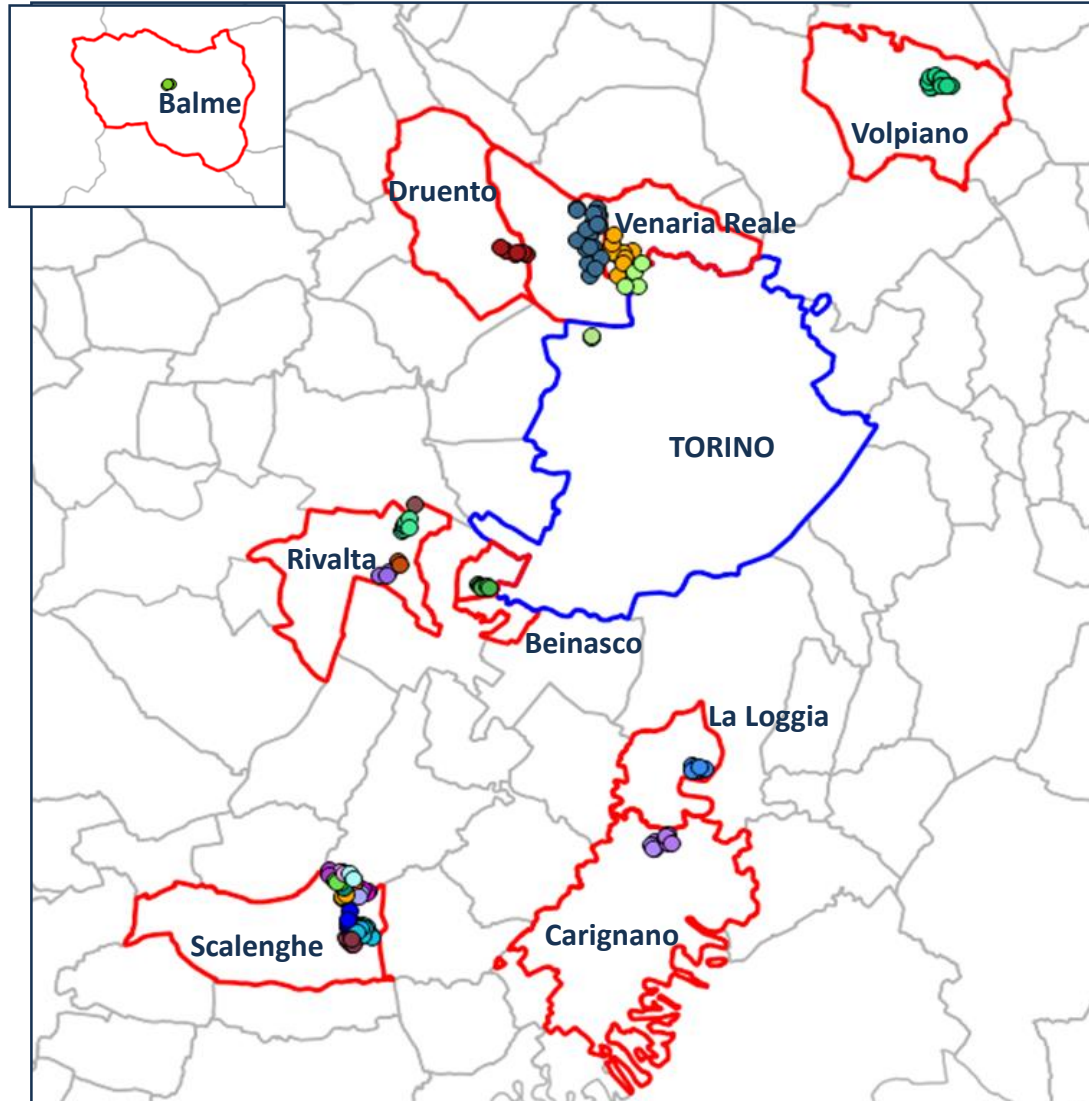 Balme
Volpiano
Druento
Venaria Reale
TORINO
Rivalta
Beinasco
La Loggia
Carignano
Scalenghe